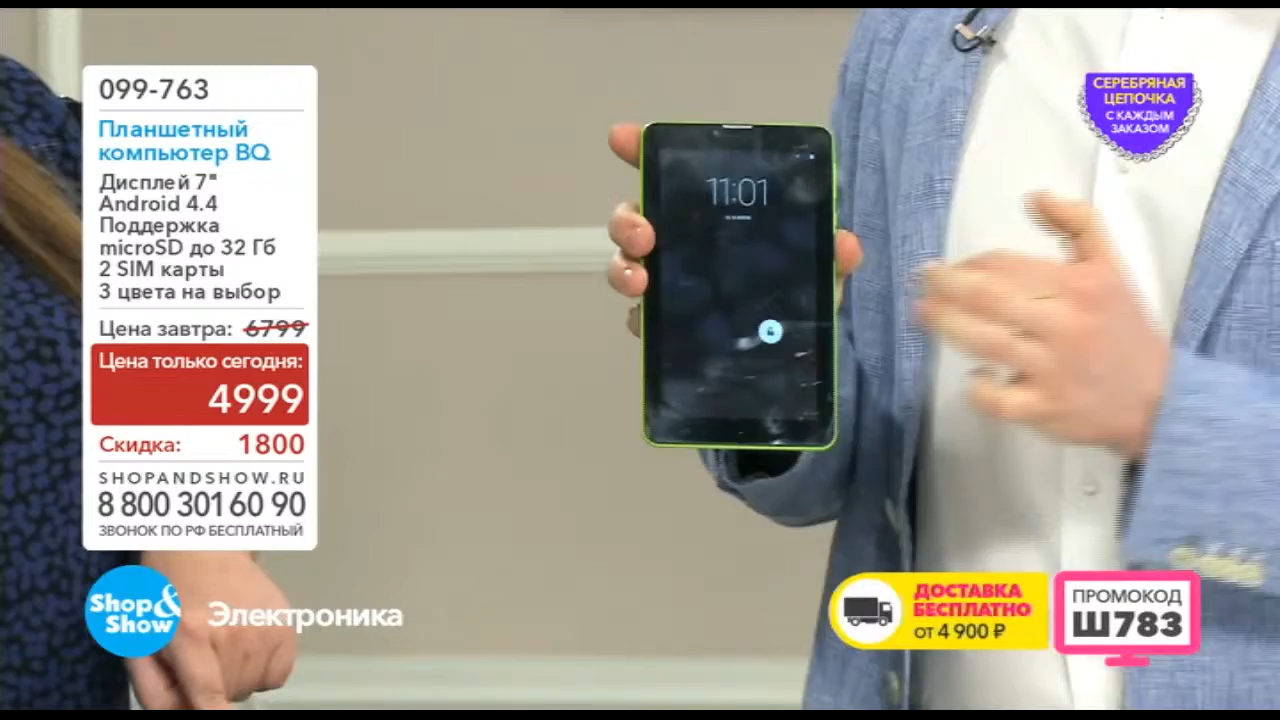 099-763
Планшетный
компьютер BQ
Дисплей 7"
Android 4.4
Поддержка
microSD до 32 Гб
2 SIM карты
3 цвета на выбор
Цена завтра: 6799
Цена только сегодня:
4999
Скидка: 1800
SHOPANDSHOW.RU
8 800 301 60 90
ЗВОНОК ПО РФ БЕСПЛАТНЫЙ
Shop&
Show
Электроника
11:01
СЕРЕБРЯНАЯ
ЦЕПОЧКА
С КАЖДЫМ
ЗАКАЗОМ
ДОСТАВКА
БЕСПЛАТНО
ОТ 4 900 ₽
ПРОМОКОД
Ш783